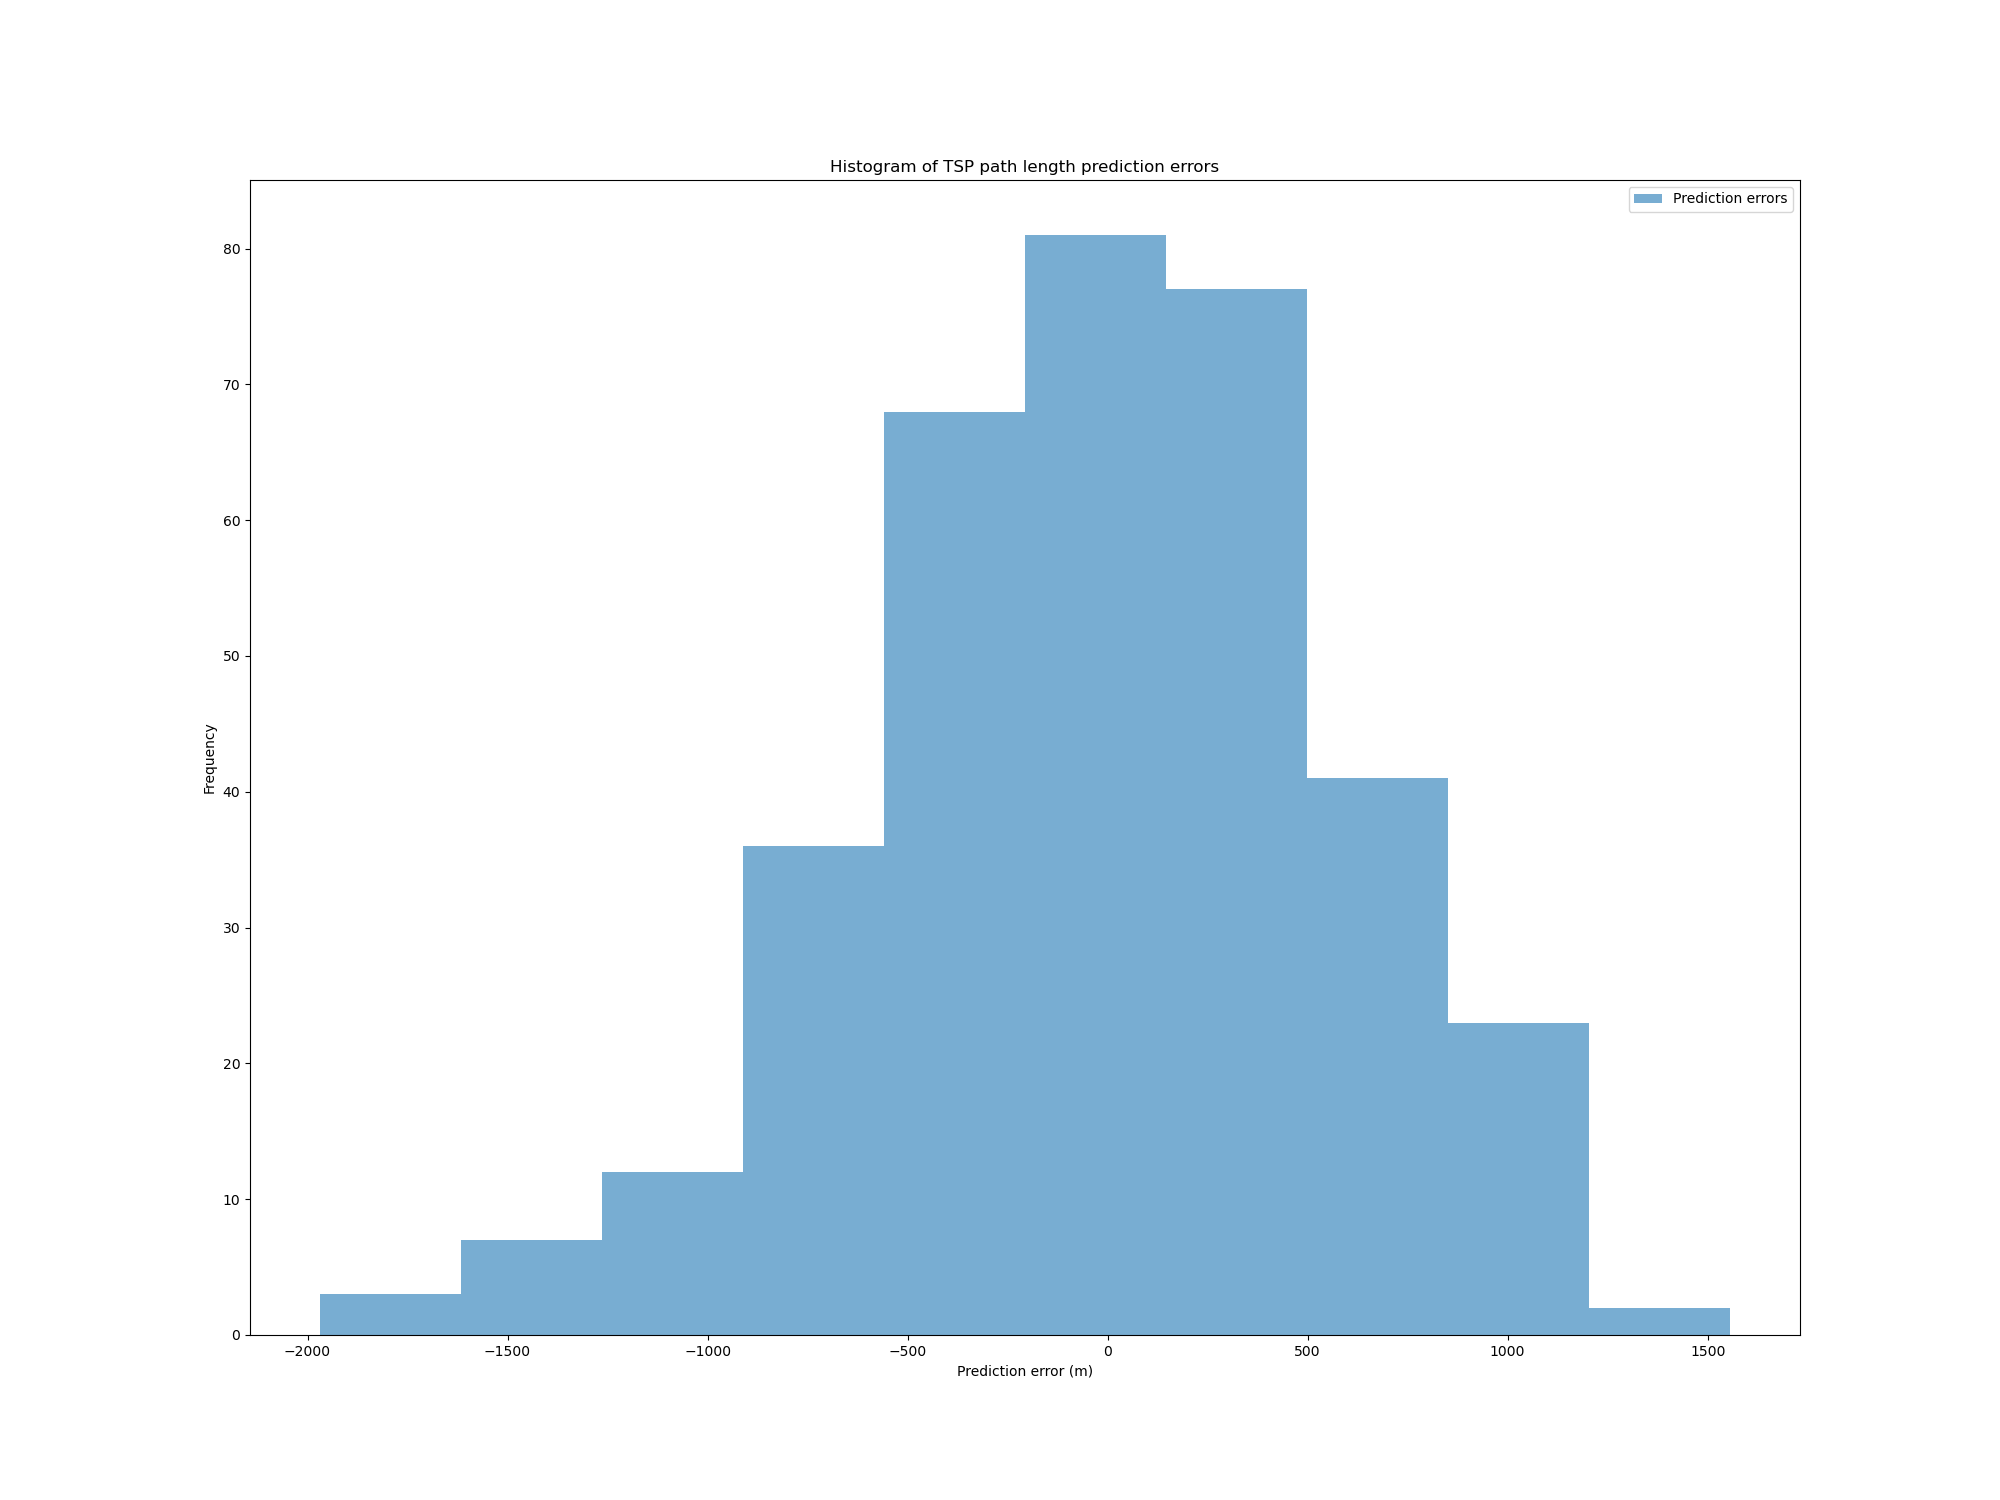 Histogram of TSP path length prediction errors
Prediction errors
80
70
60
50
40
30
20
10
0
Frequency
−2000 −1500 −1000 −500 0 500 1000 1500
Prediction error (m)